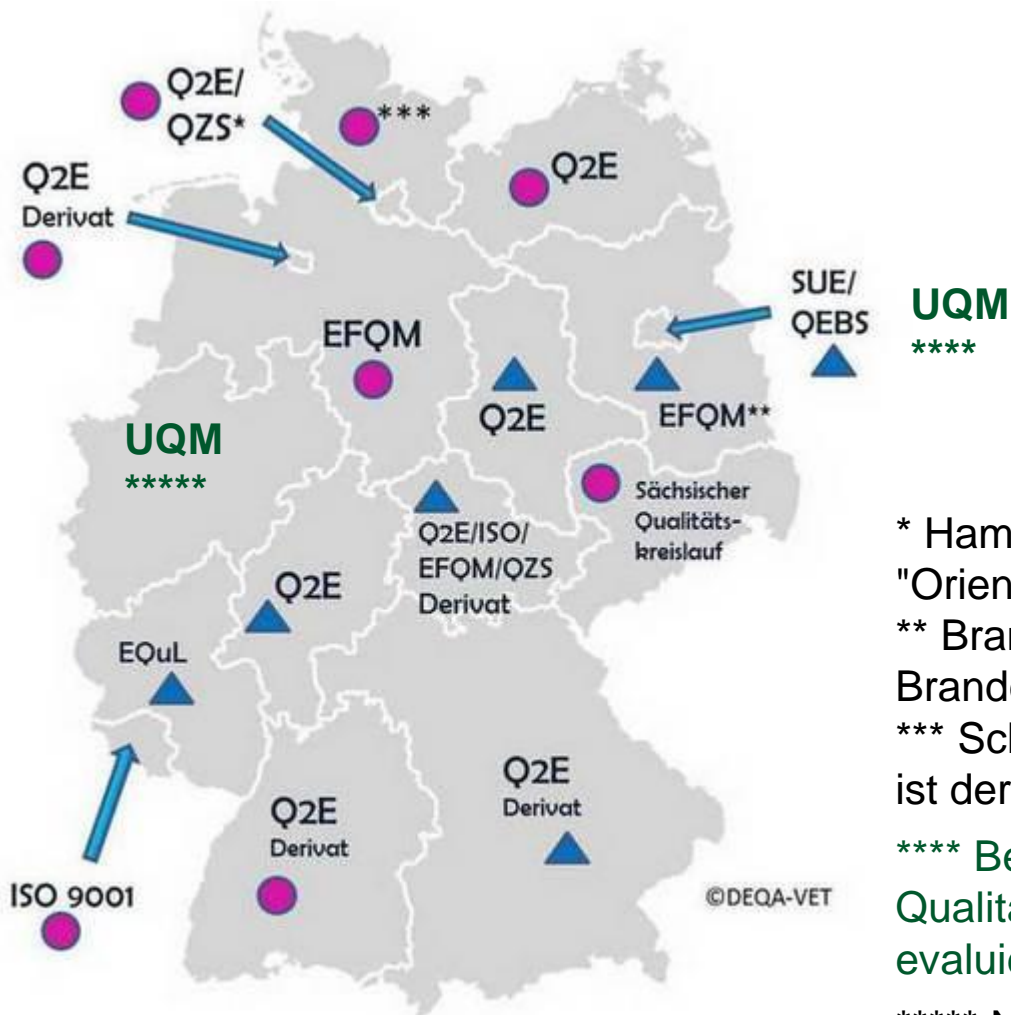 Q2E/
QZS*
***
Q2E
Q2E
Derivat
SUE/
QEBS
UQM
****
EFQM
Q2E
EFQM**
UQM
*****
Sächsischer
Qualitäts-
kreislauf
Q2E/ISO/
EFQM/QZS
Derivat
Q2E
EQuL
Q2E
Derivat
Q2E
Derivat
ISO 9001
©DEQA-VET
* Ham
"Orien
** Bran
Brande
*** Sch
ist der
**** Be
Qualitä
evaluie